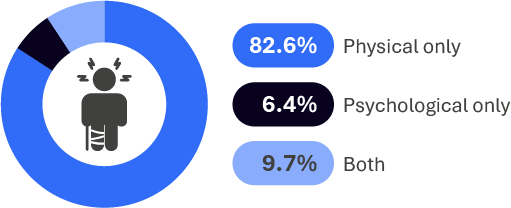 82.6% Physical only
6.4% Psychological only
9.7% Both